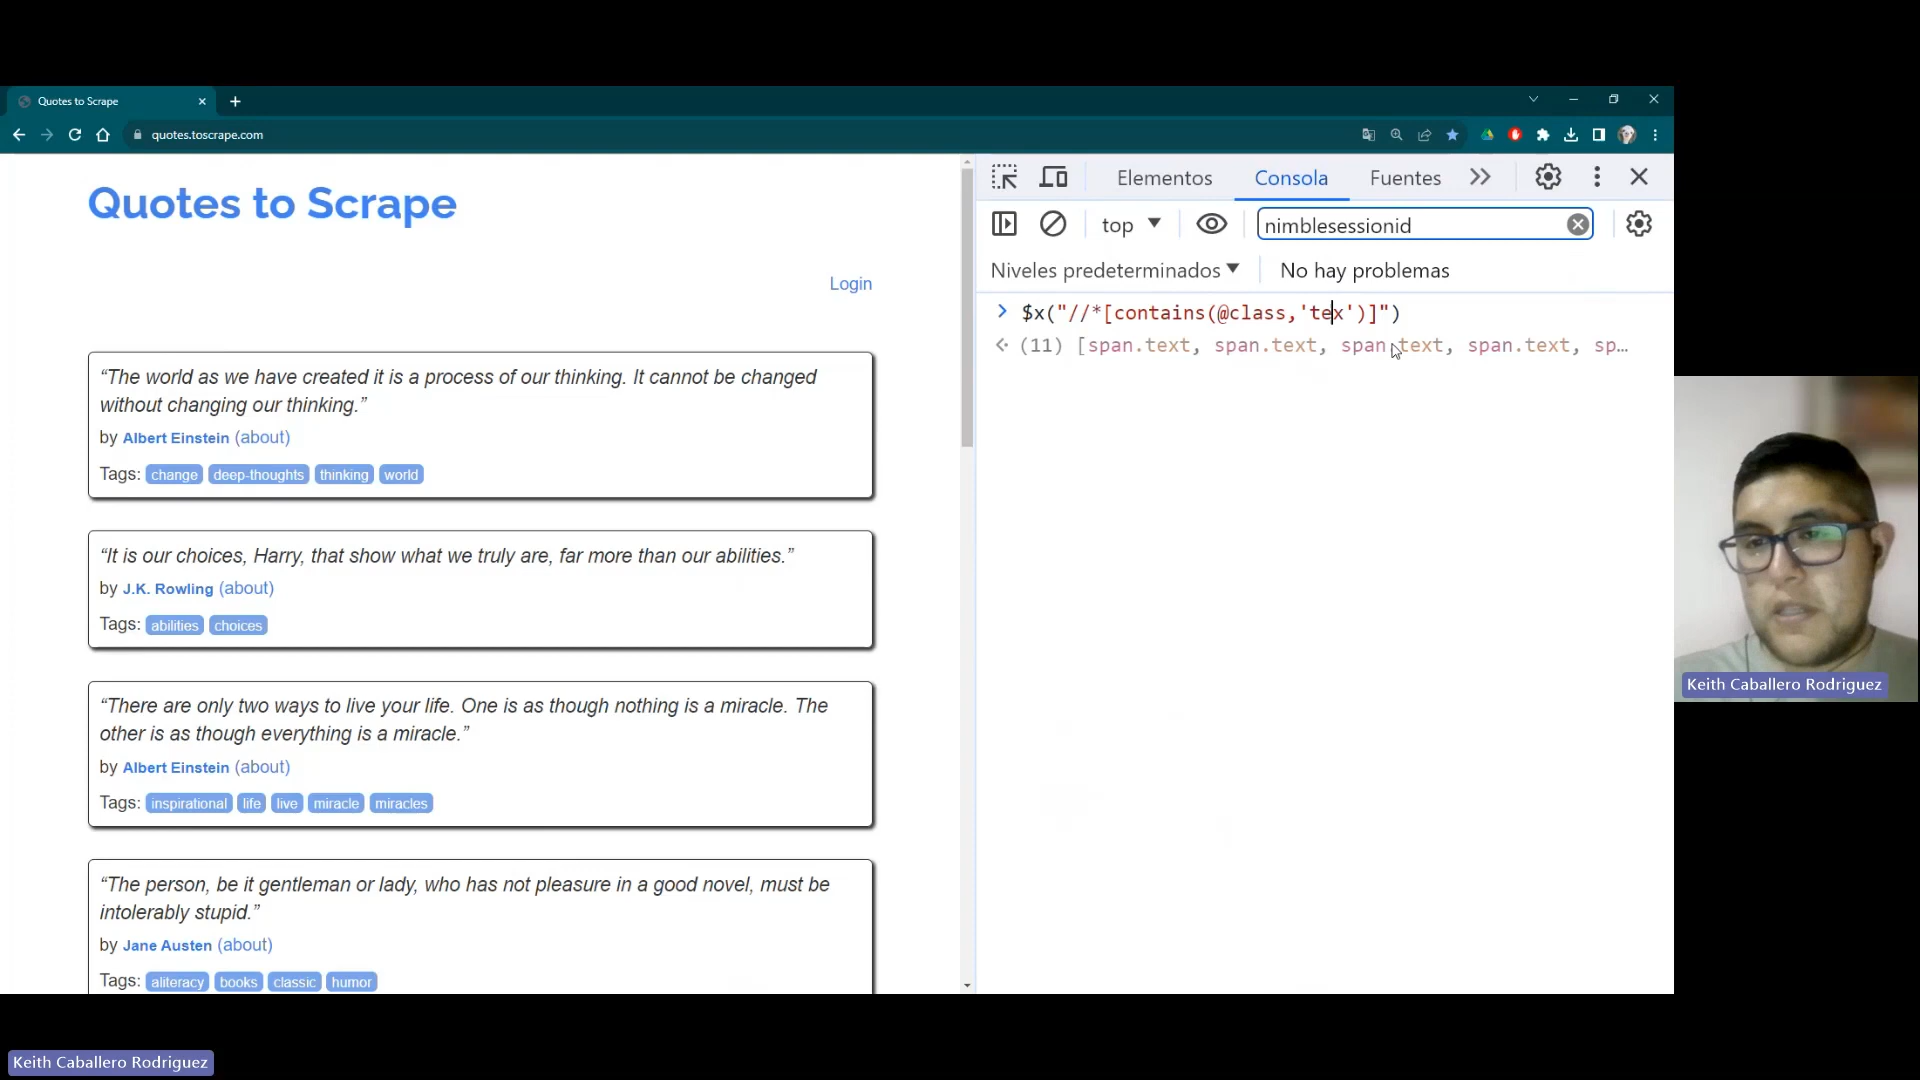 Quotes to Scrape
quotes.toscrape.com
Elementos Consola Fuentes
top nimblesessionid
Niveles predeterminados No hay problemas
$x("//*[contains(@class,'tex')]")
(11) [span.text, span.text, span.text, span.text, sp…
Quotes to Scrape
Login
“The world as we have created it is a process of our thinking. It cannot be changed
without changing our thinking.”
by Albert Einstein (about)
Tags: change deep-thoughts thinking world
“It is our choices, Harry, that show what we truly are, far more than our abilities.”
by J.K. Rowling (about)
Tags: abilities choices
“There are only two ways to live your life. One is as though nothing is a miracle. The
other is as though everything is a miracle.”
by Albert Einstein (about)
Tags: inspirational life live miracle miracles
“The person, be it gentleman or lady, who has not pleasure in a good novel, must be
intolerably stupid.”
by Jane Austen (about)
Tags: aliteracy books classic humor
Keith Caballero Rodriguez
Keith Caballero Rodriguez